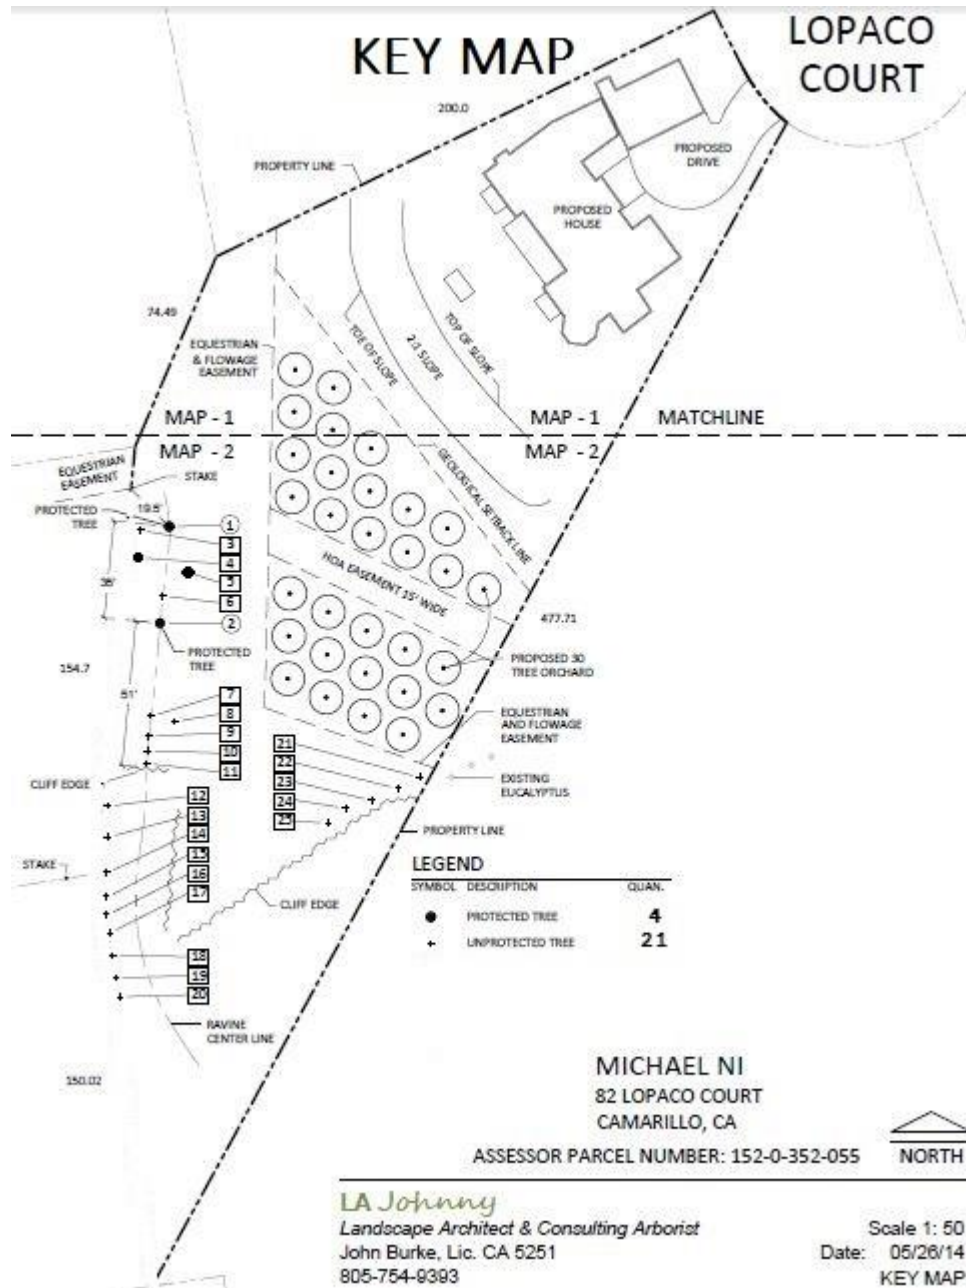 KEY MAP
LOPACO
COURT
200.0
PROPERTY LINE
PROPOSED
DRIVE
PROPOSED
HOUSE
74.49
EQUESTRIAN
& FLOWAGE
EASEMENT
TOE OF SLOPE
2:1 SLOPE
TOP OF SLOPE
MAP - 1
MAP - 1
MATCHLINE
MAP - 2
MAP - 2
EQUESTRIAN
EASEMENT
STAKE
GEOLOGICAL SETBACK LINE
PROTECTED
TREE
19.5'
1
3
4
5
6
2
38'
HOA EASEMENT 15' WIDE
477.71
PROTECTED
TREE
154.7
PROPOSED 30
TREE ORCHARD
51'
7
8
9
10
11
EQUESTRIAN
AND FLOWAGE
EASEMENT
21
22
23
24
25
CLIFF EDGE
EXISTING
EUCALYPTUS
12
13
14
15
16
17
PROPERTY LINE
STAKE
CLIFF EDGE
LEGEND
SYMBOL DESCRIPTION QUAN.
PROTECTED TREE 4
UNPROTECTED TREE 21
18
19
20
RAVINE
CENTER LINE
150.02
MICHAEL NI
82 LOPACO COURT
CAMARILLO, CA
ASSESSOR PARCEL NUMBER: 152-0-352-055
NORTH
LA Johnny
Landscape Architect & Consulting Arborist
Scale 1: 50
John Burke, Lic. CA 5251
Date: 05/26/14
805-754-9393
KEY MAP